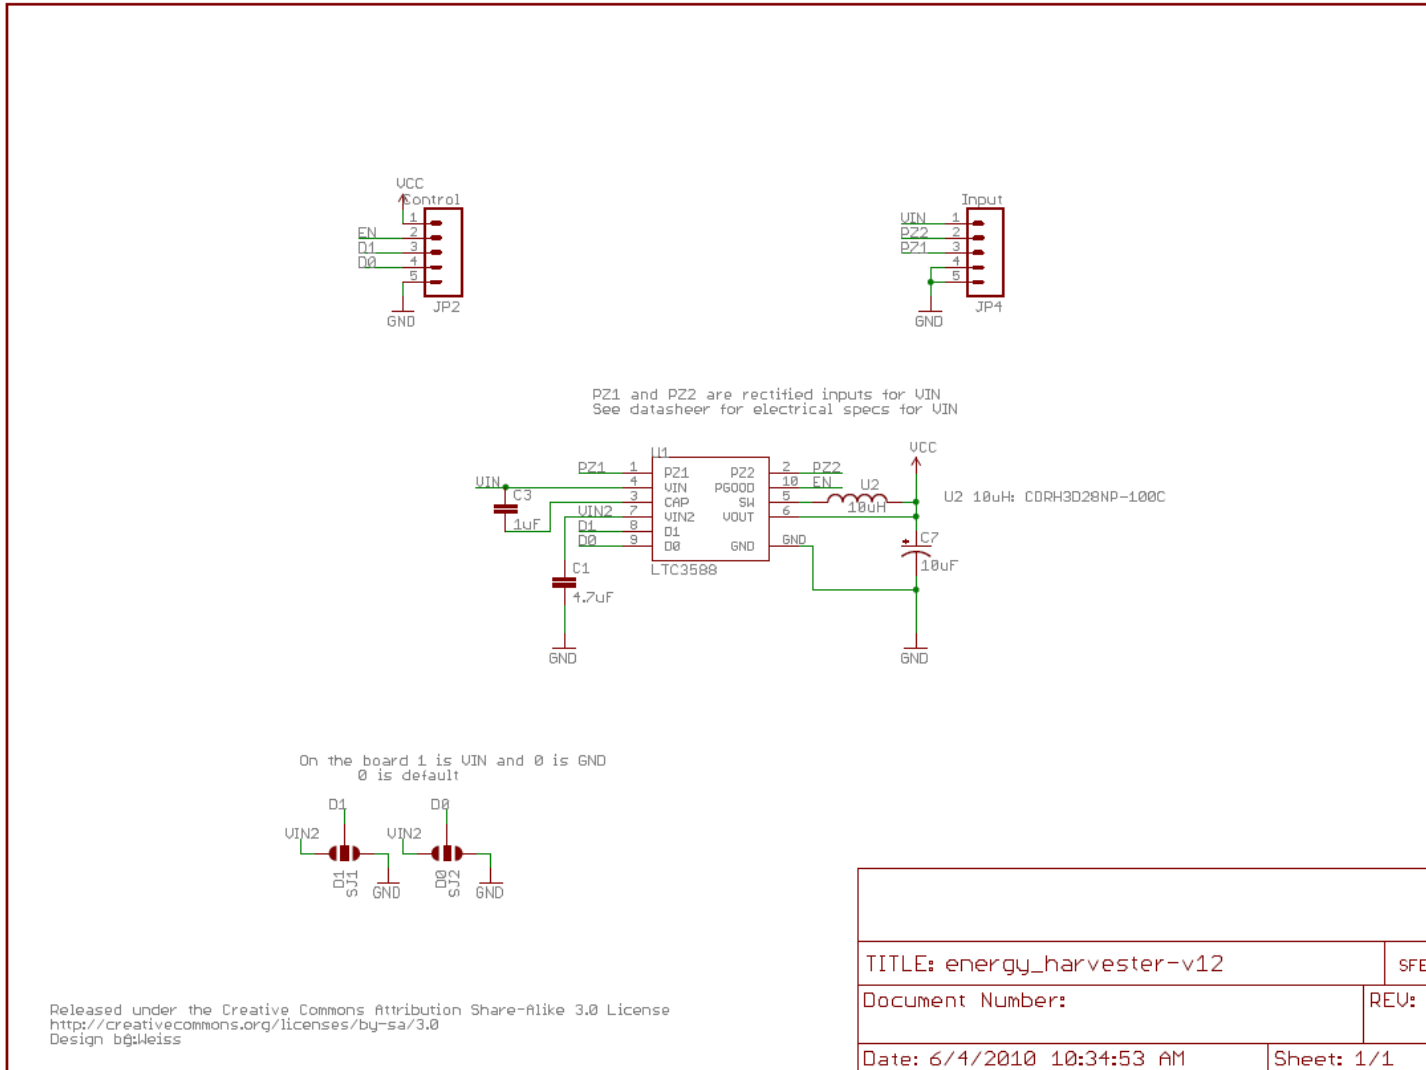 VCC
Control
1
EN 2
D1 3
D0 4
5
JP2
GND
Input
VIN 1
PZ2 2
PZ1 3
4
5
JP4
GND
PZ1 and PZ2 are rectified inputs for VIN
See datasheer for electrical specs for VIN
U1
VCC
PZ1 1 PZ1 PZ2 2 PZ2
VIN 4 VIN PGOOD 10 EN U2
C3 3 CAP SW 5 10uH
U2 10uH: CDRH3D28NP-100C
1uF
VIN2 7 VIN2 VOUT 6
D1 8 D1
D0 9 D0 GND GND
C7
10uF
LTC3588
C1
4.7uF
GND
GND
On the board 1 is VIN and 0 is GND
0 is default
D1
D0
VIN2
VIN2
D1
SJ1
GND
D0
SJ2
GND
TITLE: energy_harvester-v12
SFE
Document Number:
REV:
Date: 6/4/2010 10:34:53 AM
Sheet: 1/1
Released under the Creative Commons Attribution Share-Alike 3.0 License
http://creativecommons.org/licenses/by-sa/3.0
Design by: Weiss